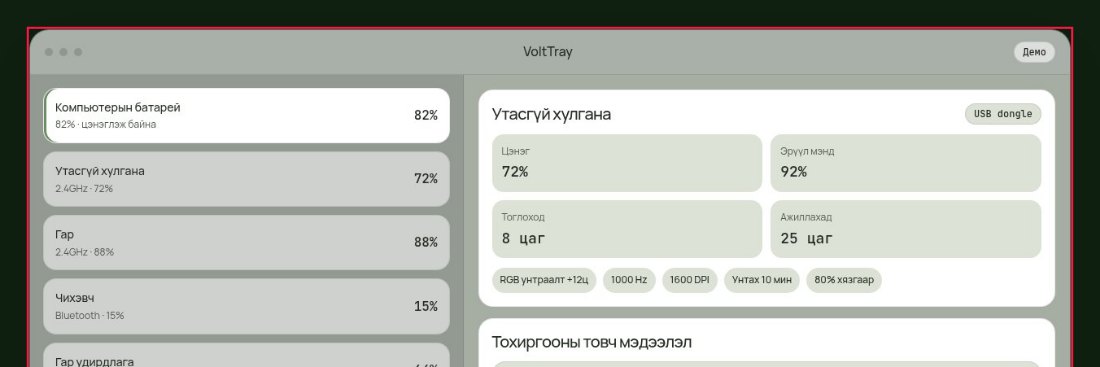 VoltTray
Демо
Компьютерын батарей
82% · цэнэглэж байна
82%
Утасгүй хулгана
2.4GHz · 72%
72%
Гар
2.4GHz · 88%
88%
Чихэвч
Bluetooth · 15%
15%
Гар удирдлага
Утасгүй хулгана
USB dongle
Цэнэг
72%
Эрүүл мэнд
92%
Тоглоход
8 цаг
Ажиллахад
25 цаг
RGB унтраалт +12ц
1000 Hz
1600 DPI
Унтах 10 мин
80% хязгаар
Тохиргооны товч мэдээлэл